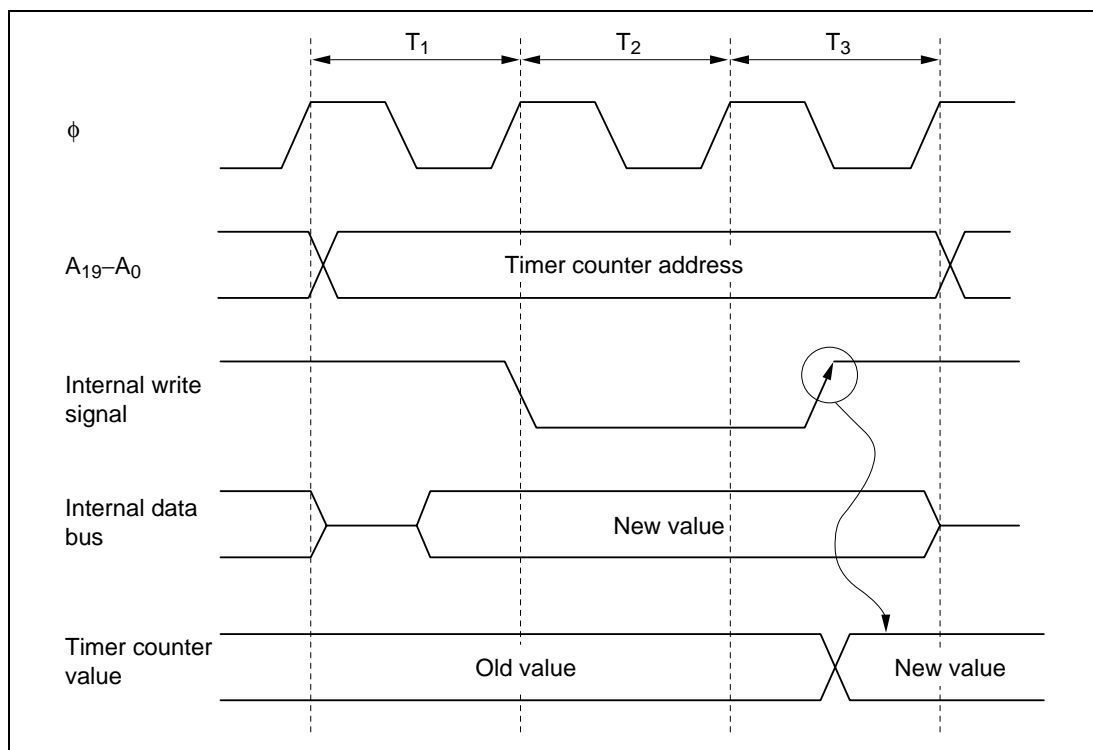 T1 T2 T3
ϕ
A19–A0
Timer counter address
Internal write
signal
Internal data
bus
New value
Timer counter
value
Old value
New value